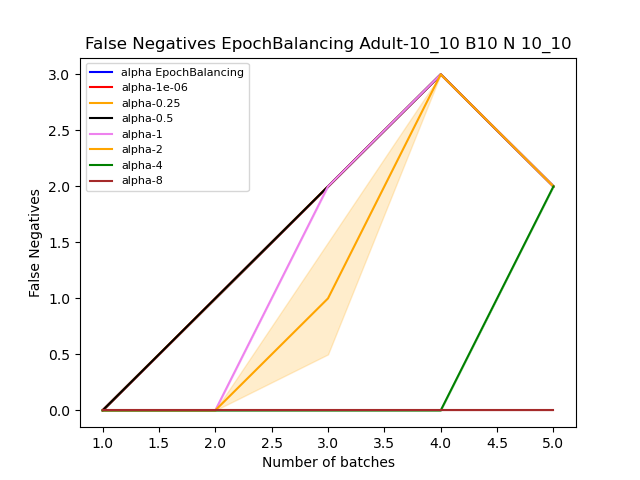 False Negatives EpochBalancing Adult-10_10 B10 N 10_10
alpha EpochBalancing
alpha-1e-06
alpha-0.25
alpha-0.5
alpha-1
alpha-2
alpha-4
alpha-8
False Negatives
3.0
2.5
2.0
1.5
1.0
0.5
0.0
1.0 1.5 2.0 2.5 3.0 3.5 4.0 4.5 5.0
Number of batches